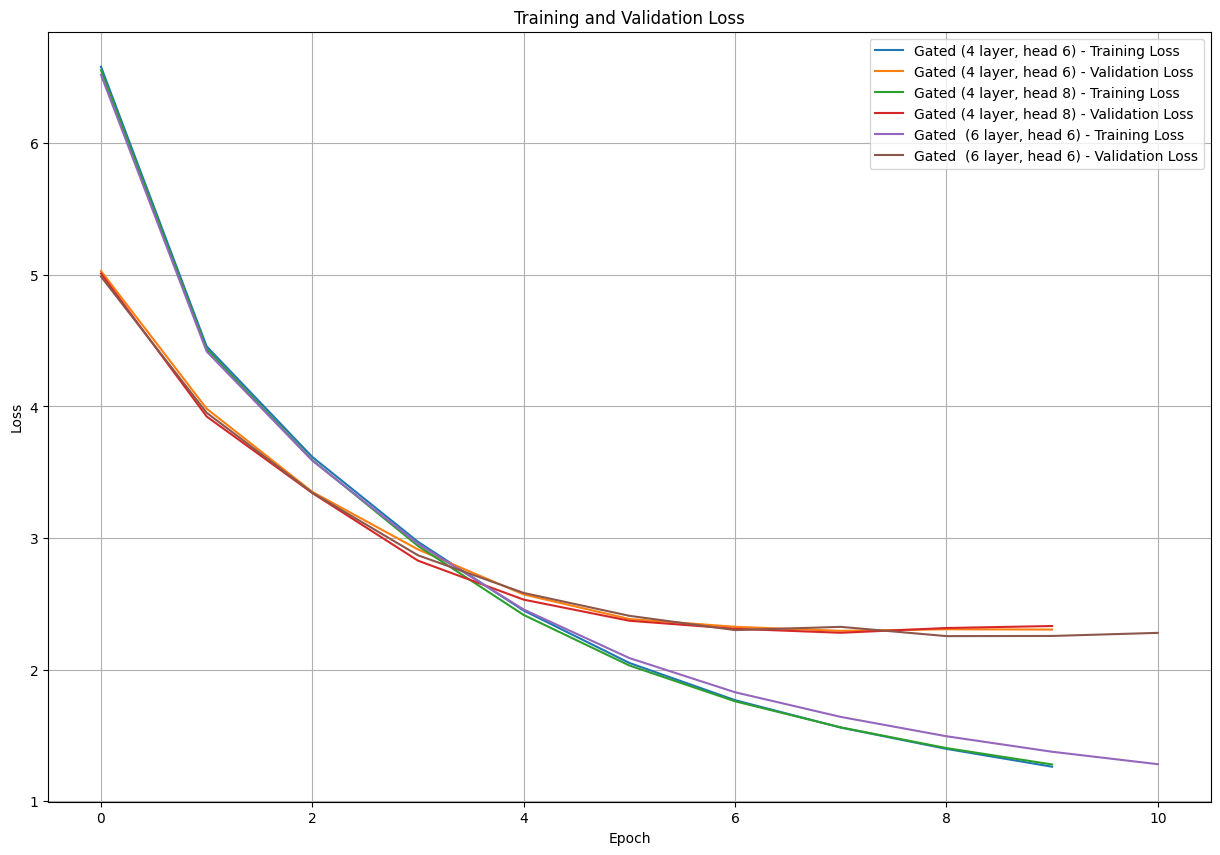 Training and Validation Loss
Gated (4 layer, head 6) - Training Loss
Gated (4 layer, head 6) - Validation Loss
Gated (4 layer, head 8) - Training Loss
Gated (4 layer, head 8) - Validation Loss
Gated  (6 layer, head 6) - Training Loss
Gated  (6 layer, head 6) - Validation Loss
6
5
4
3
2
1
Loss
0 2 4 6 8 10
Epoch